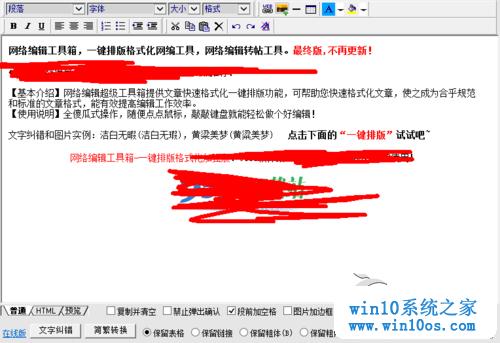 段落 字体 大小 格式
B I U
网络编辑工具箱，一键排版格式化网编工具，网络编辑转帖工具。最终版,不再更新！
【基本介绍】网络编辑超级工具箱提供文章快速格式化一键排版功能，可帮助您快速格式化文章，使之成为合乎规范和标准的文章格式，能有效提高编辑工作效率。
【使用说明】全傻瓜式操作，随便点点鼠标，敲敲键盘就能轻松做个好编辑！
文字纠错和图片实例：洁白无暇(洁白无瑕)，黄梁美梦(黄粱美梦) 点击下面的“一键排版”试试吧~
网络编辑工具箱-一键排版格式化
普通 HTML 预览 复制并清空 禁止弹出确认 段前加空格 图片加边框
在线版 文字纠错 简繁转换 保留表格 保留链接 保留粗体(B) 保留粗
win10系统之家
www.win10os.com